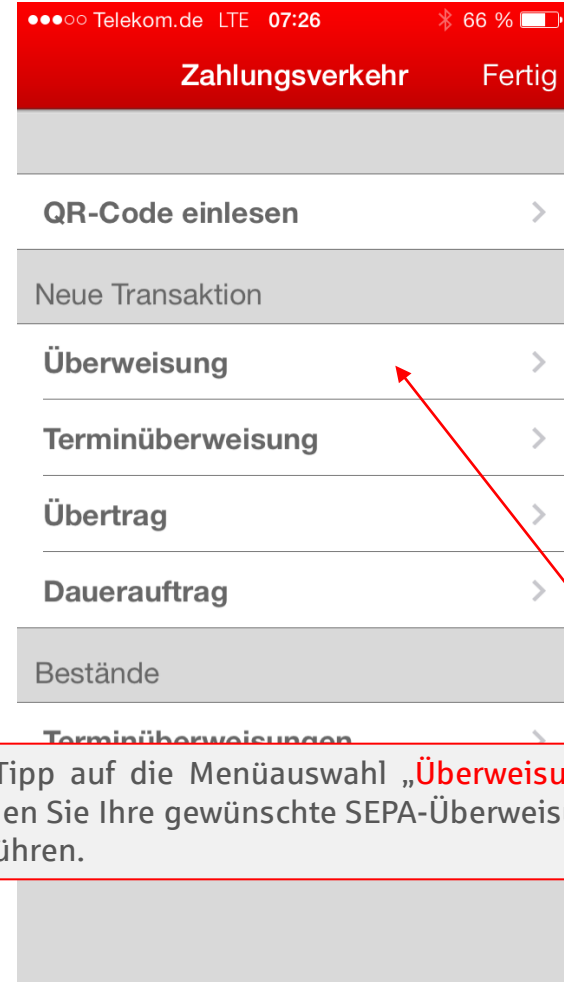 Telekom.de LTE 07:26 66 %
Zahlungsverkehr Fertig
QR-Code einlesen
Neue Transaktion
Überweisung
Terminüberweisung
Übertrag
Dauerauftrag
Bestände
Terminüberweisungen
Tipp auf die Menüauswahl „Überweisu
en Sie Ihre gewünschte SEPA-Überweis
ühren.